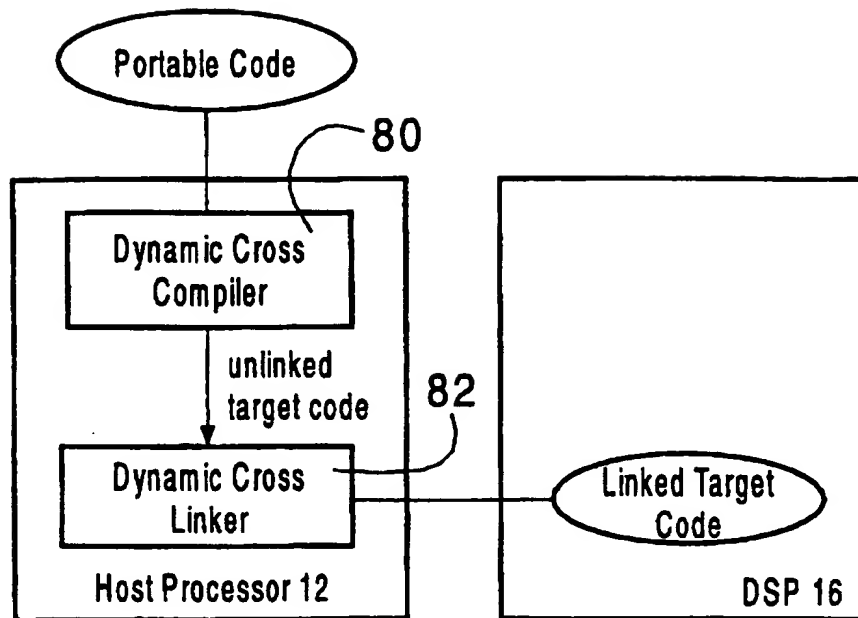 Portable Code
80
Dynamic Cross
Compiler
unlinked
target code
82
Dynamic Cross
Linker
Linked Target
Code
Host Processor 12
DSP 16